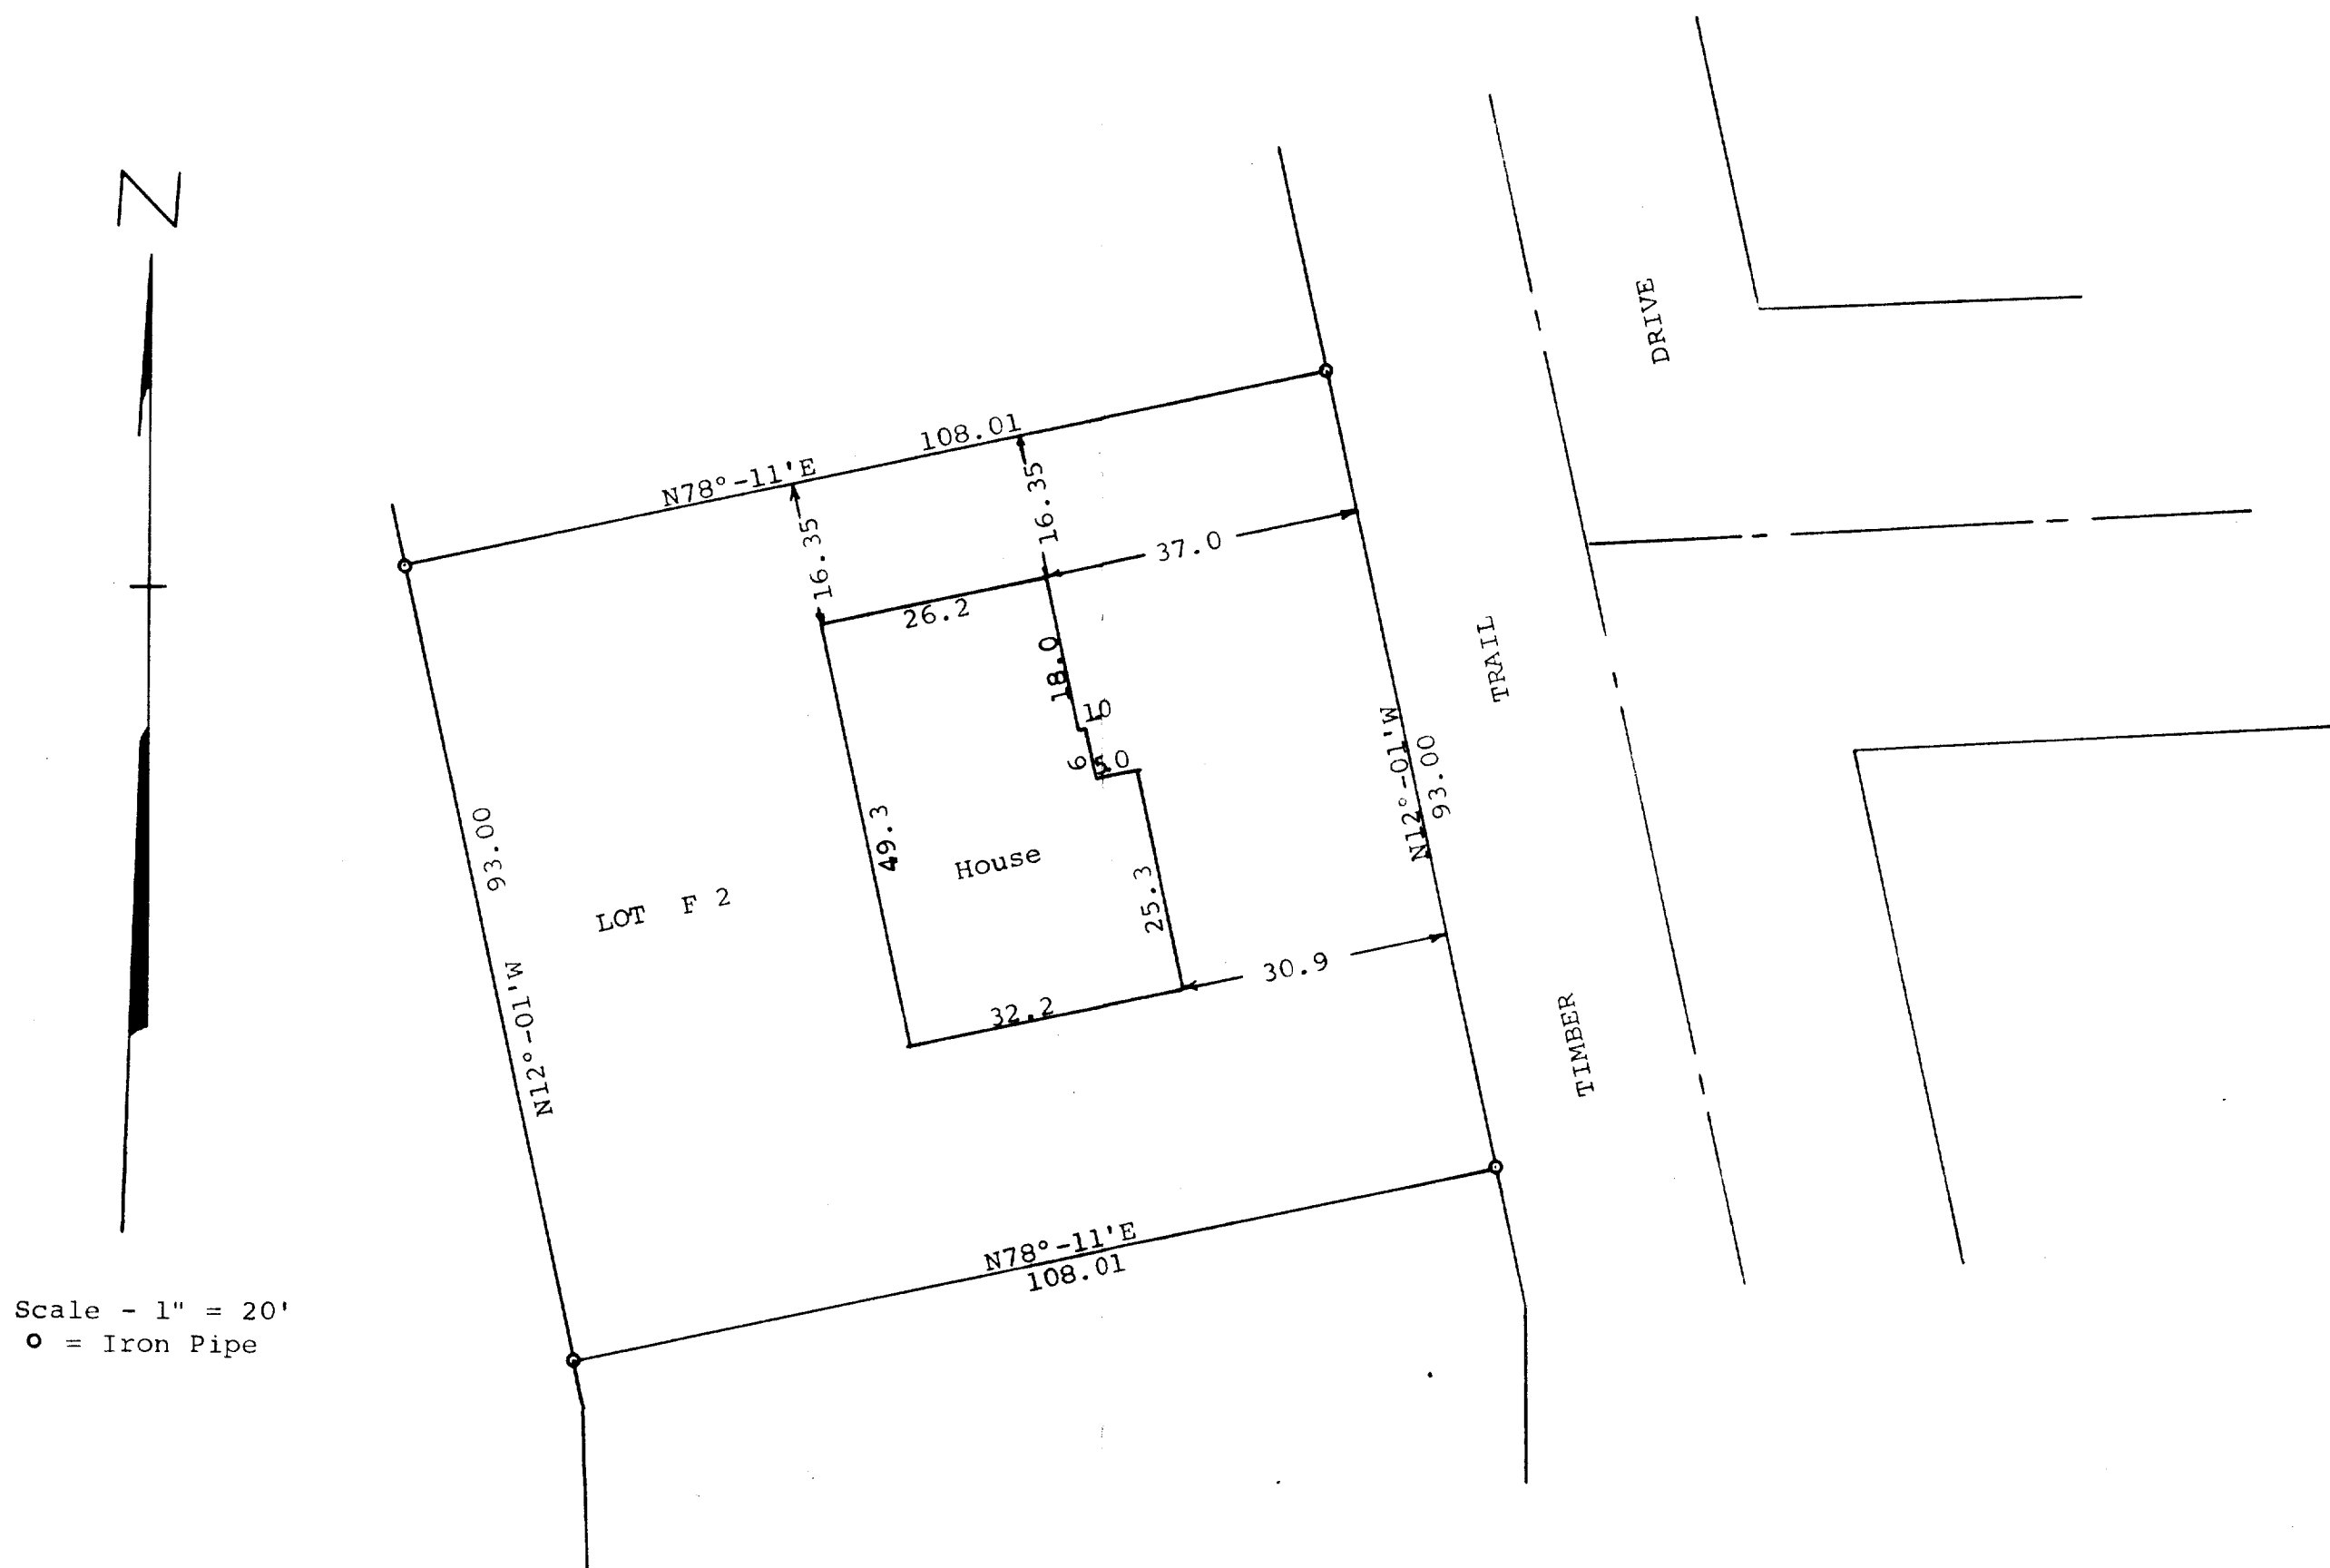 N
DRIVE
108.01
N78°-11'E
16.35
16.35
37.0
26.2
18.0
TRAIL
10
N12°-01'W
93.00
6
5.0
93.00
49.3
House
25.3
LOT F 2
30.9
32.2
N12°-01'W
TIMBER
N78°-11'E
108.01
Scale - 1" = 20'
o = Iron Pipe